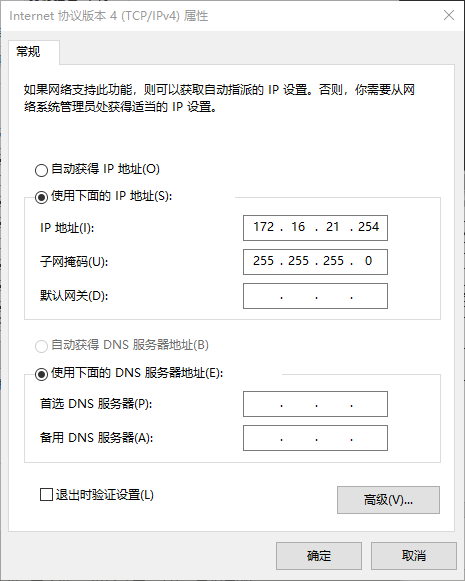 Internet 协议版本 4 (TCP/IPv4) 属性
常规
如果网络支持此功能，则可以获取自动指派的 IP 设置。否则，你需要从网
络系统管理员处获得适当的 IP 设置。
自动获得 IP 地址(O)
使用下面的 IP 地址(S):
IP 地址(I):
172 . 16 . 21 . 254
子网掩码(U):
255 . 255 . 255 . 0
默认网关(D):
. . .
自动获得 DNS 服务器地址(B)
使用下面的 DNS 服务器地址(E):
首选 DNS 服务器(P):
. . .
备用 DNS 服务器(A):
. . .
退出时验证设置(L)
高级(V)...
确定
取消